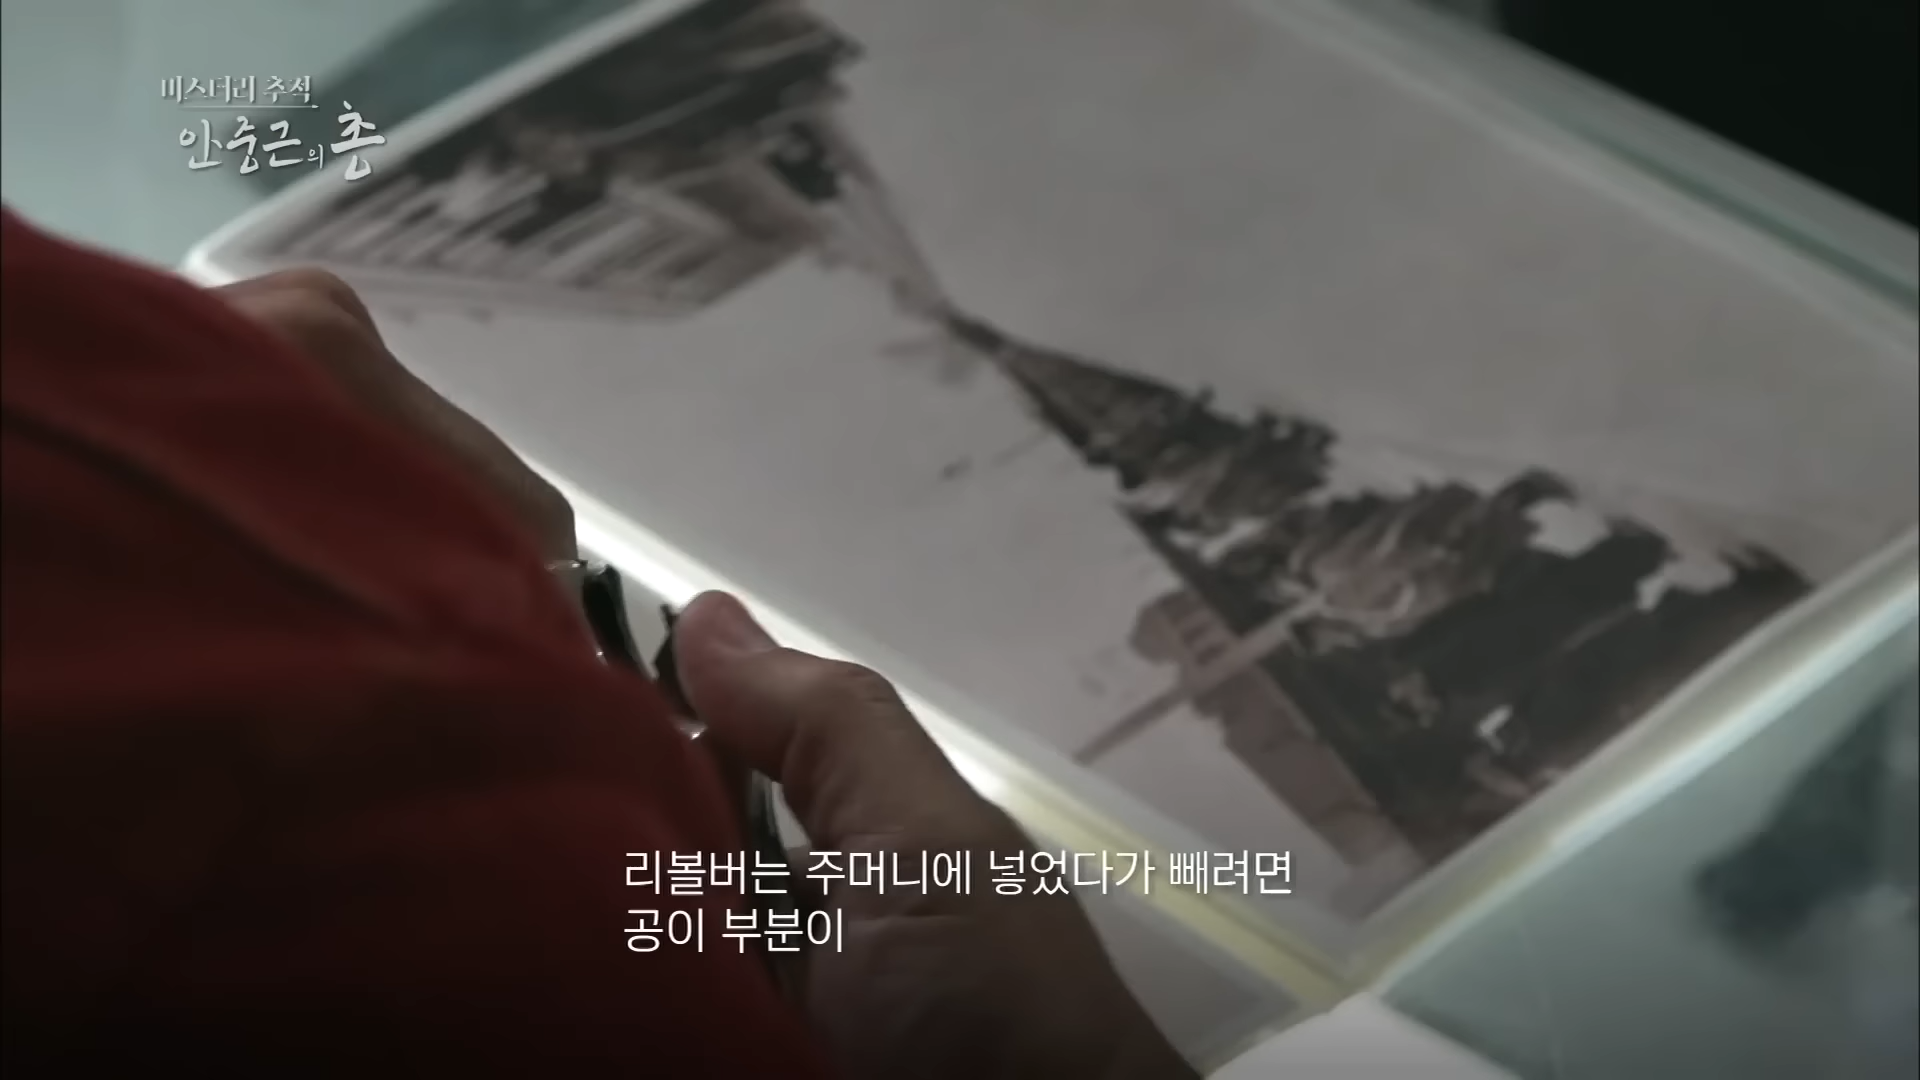 미스터리 추적
안중근의 총
리볼버는 주머니에 넣었다가 빼려면
공이 부분이